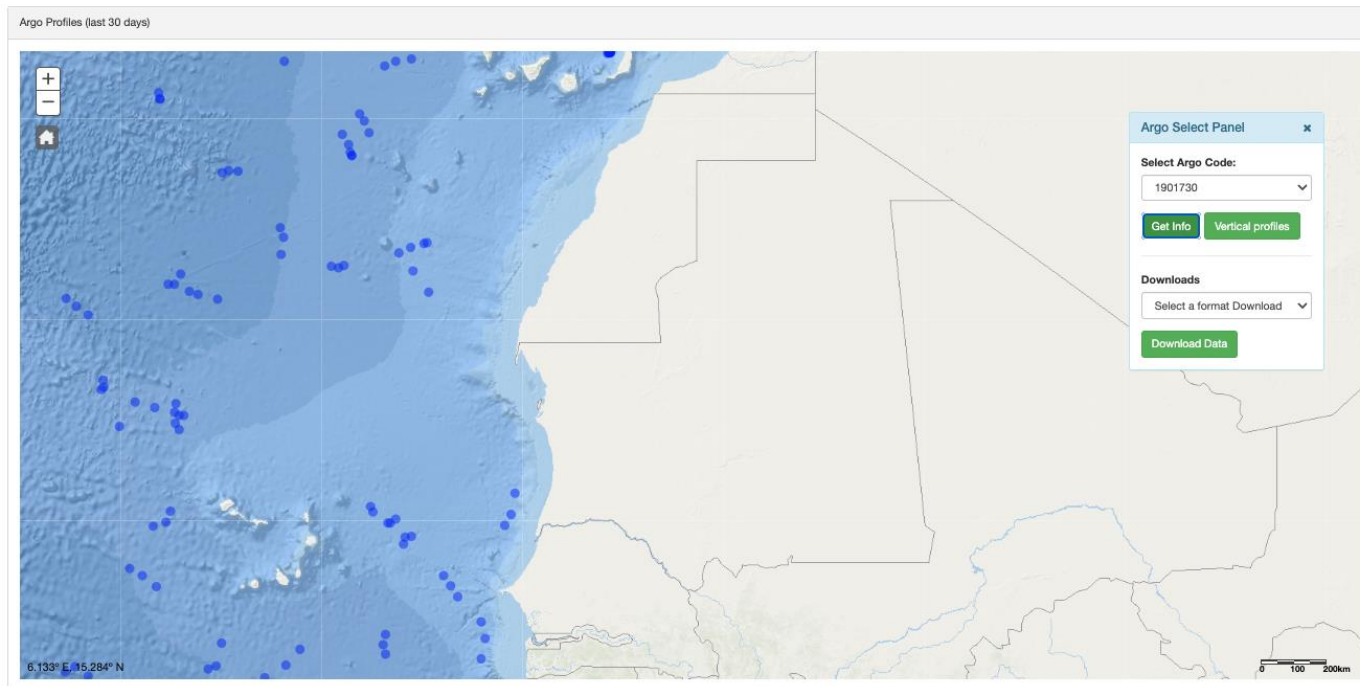 Argo Profiles (last 30 days)
+
−
Argo Select Panel ×
Select Argo Code:
1901730
Get Info Vertical profiles
Downloads
Select a format Download
Download Data
6.133° E, 15.284° N
0 100 200km